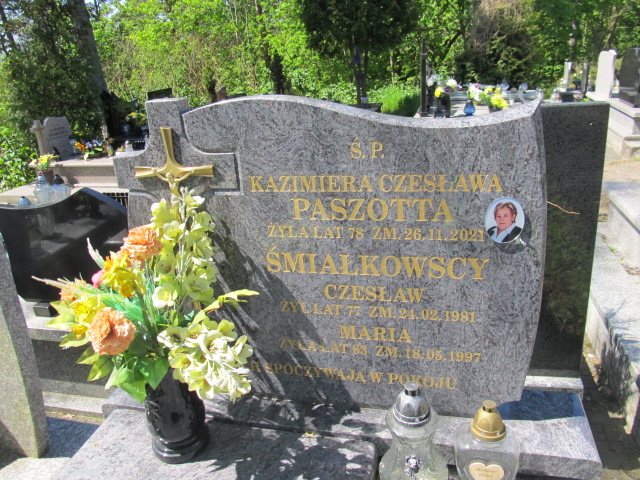 Ś. P.
KAZIMIERA CZESŁAWA
PASZOTTA
ŻYŁA LAT 78 ZM. 26.11.2021
ŚMIAŁKOWSCY
CZESŁAW
ŻYŁ LAT 77 ZM. 24.02.1981
MARIA
ŻYŁA LAT 83 ZM. 18.05.1997
SPOCZYWAJĄ W POKOJU